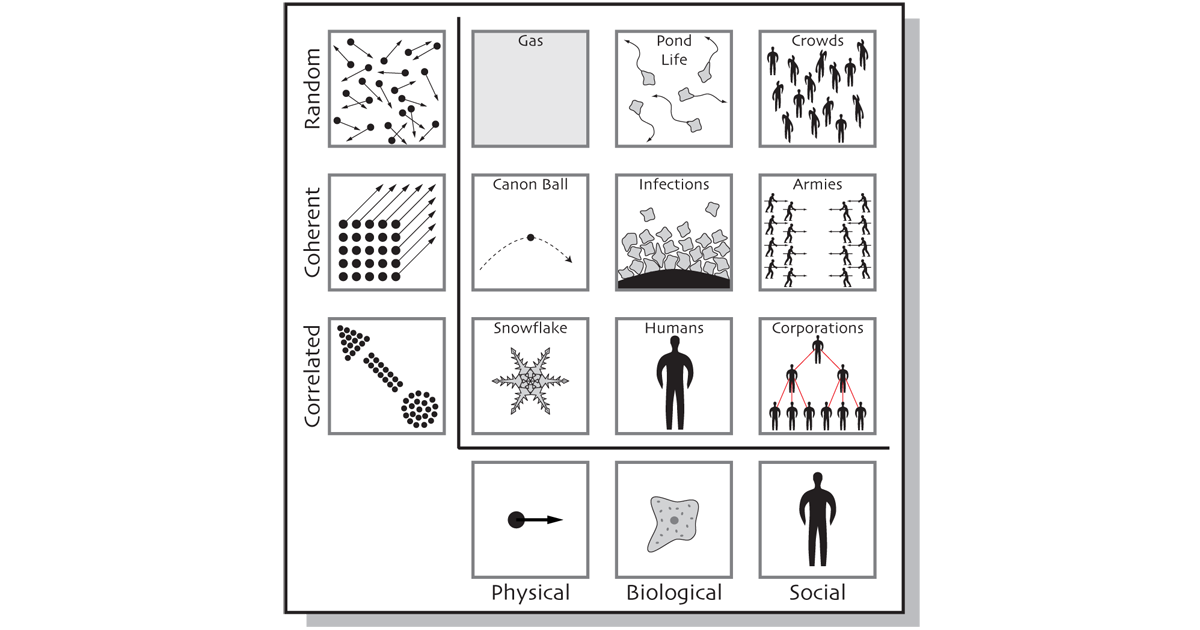 Random
Gas
Pond
Life
Crowds
Coherent
Canon Ball
Infections
Armies
Correlated
Snowflake
Humans
Corporations
Physical
Biological
Social